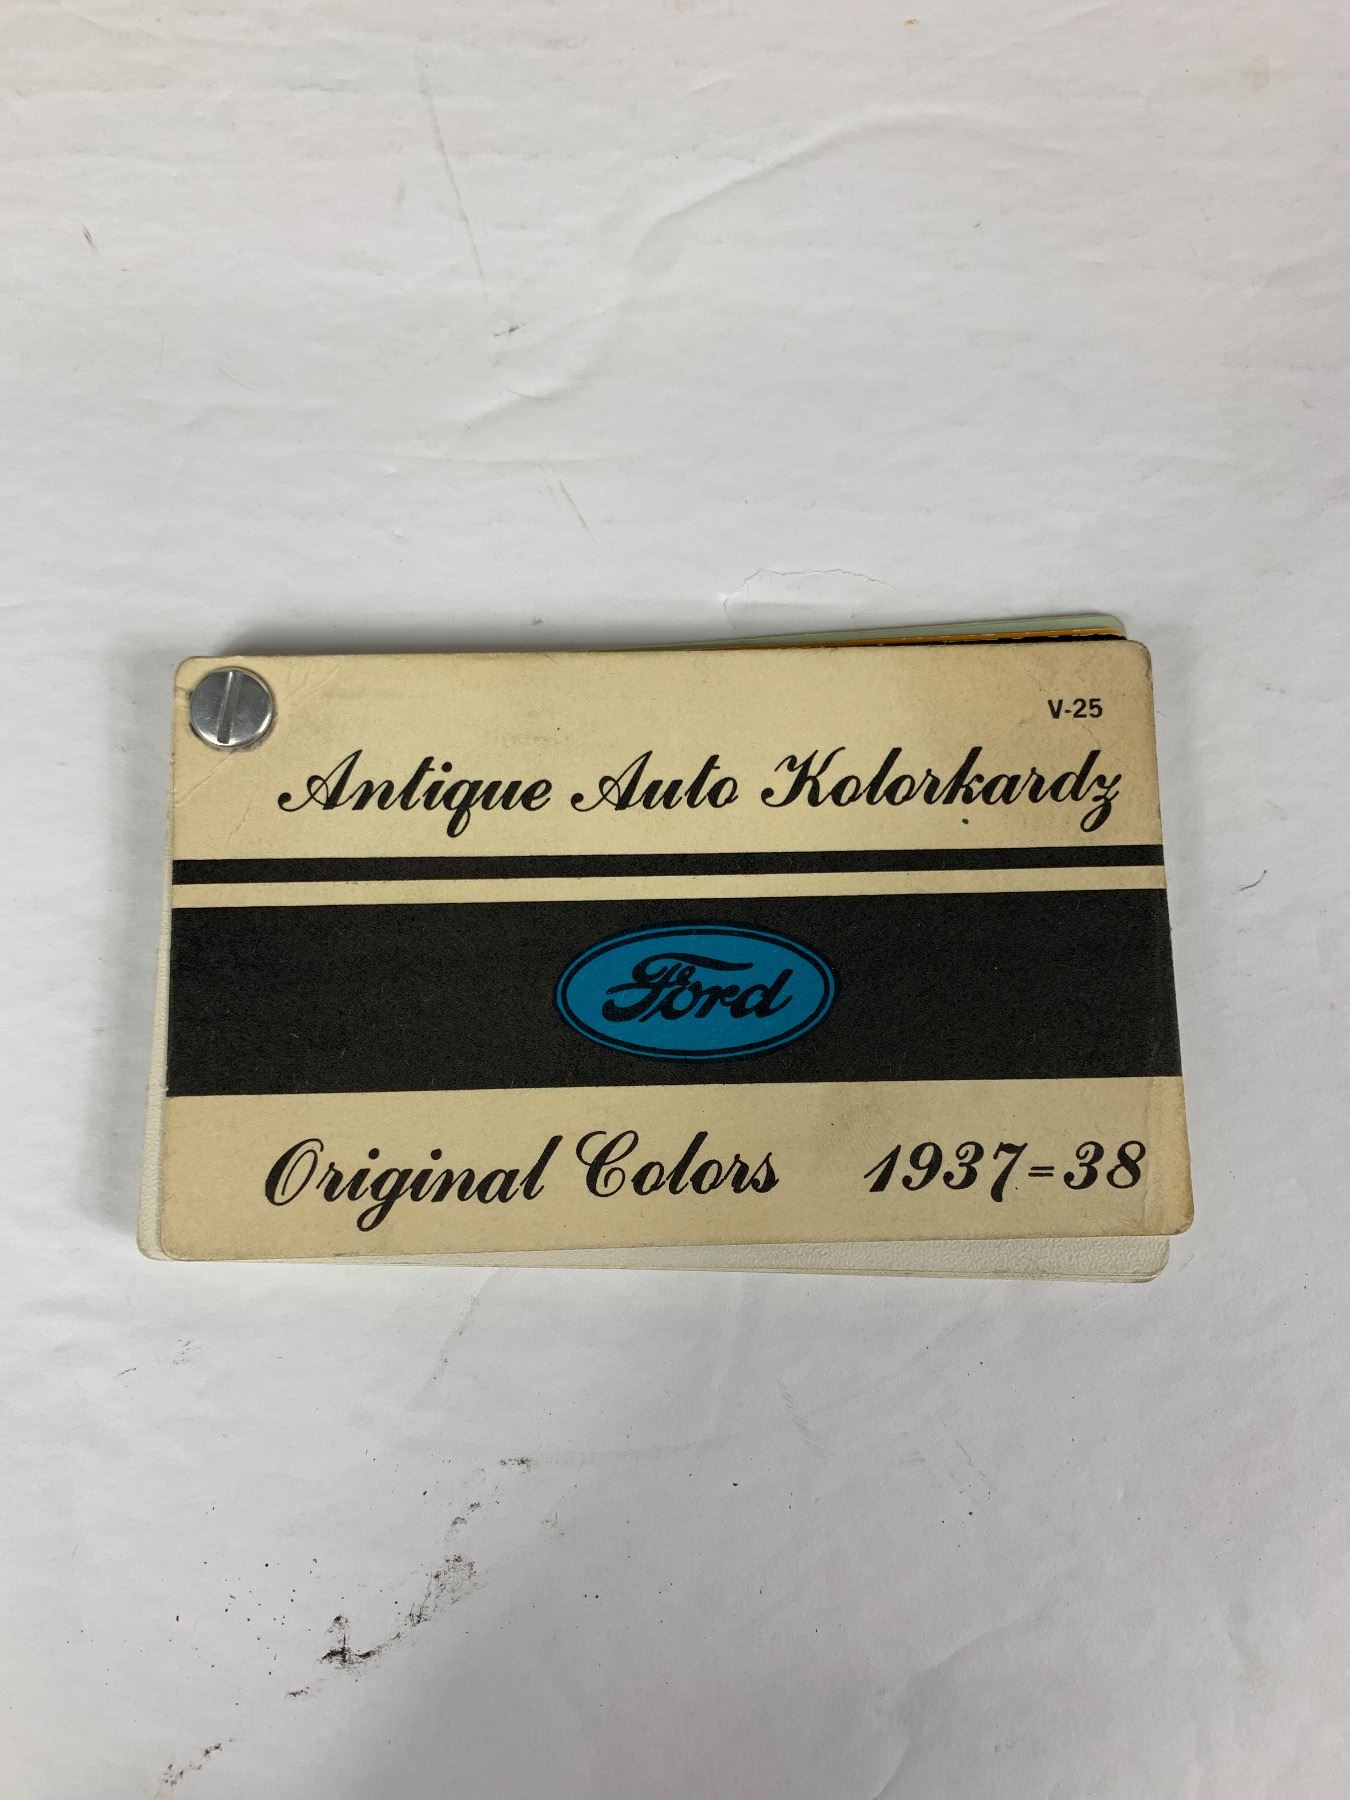 V-25
Antique Auto Kolorkardz
Ford
Original Colors 1937=38